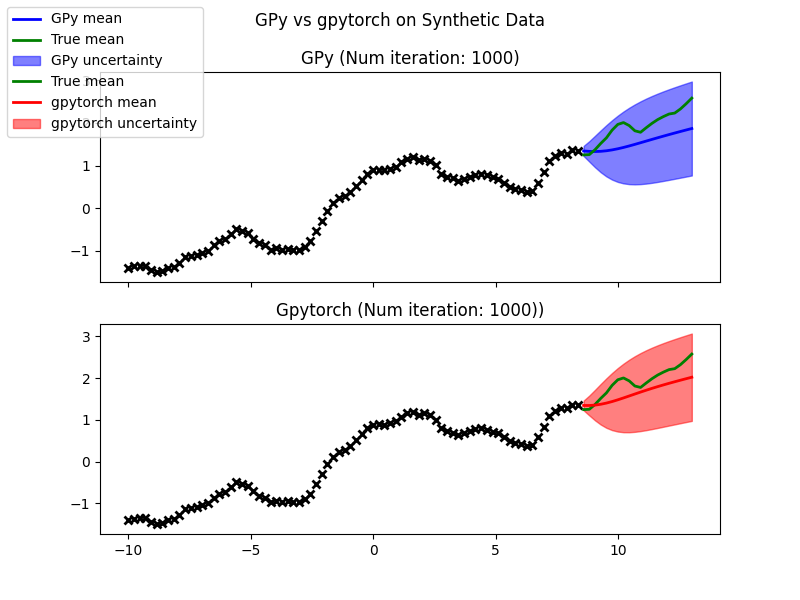 GPy vs gpytorch on Synthetic Data
GPy mean
True mean
GPy uncertainty
True mean
gpytorch mean
gpytorch uncertainty
GPy (Num iteration: 1000)
1
0
−1
Gpytorch (Num iteration: 1000))
3
2
1
0
−1
−10
−5
0
5
10